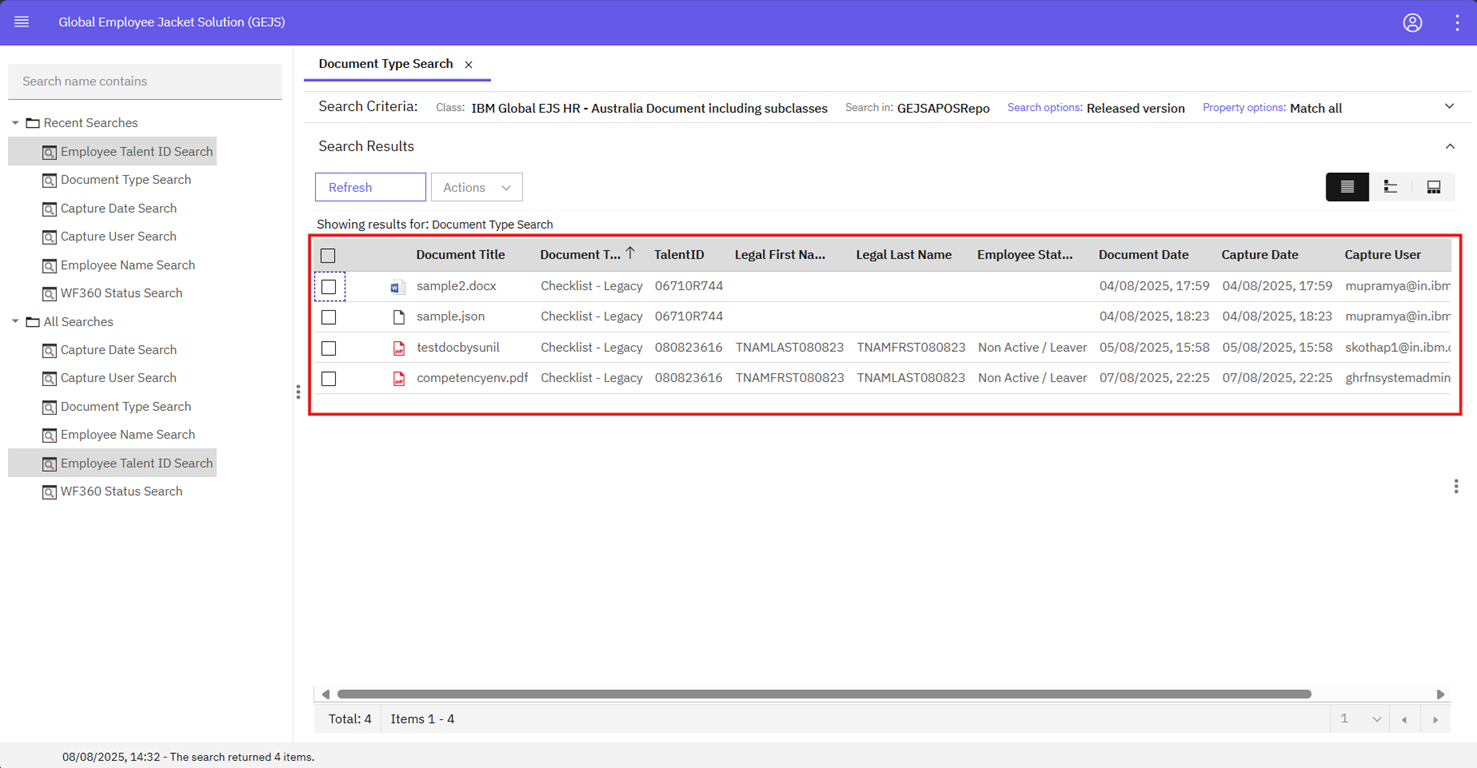 Global Employee Jacket Solution (GEJS)
Search name contains
Recent Searches
Employee Talent ID Search
Document Type Search
Capture Date Search
Capture User Search
Employee Name Search
WF360 Status Search
All Searches
Capture Date Search
Capture User Search
Document Type Search
Employee Name Search
Employee Talent ID Search
WF360 Status Search
Document Type Search
Search Criteria: Class: IBM Global EJS HR - Australia Document including subclasses Search in: GEJSAPOSRepo Search options: Released version Property options: Match all
Search Results
Refresh Actions
Showing results for: Document Type Search
Document Title Document T... TalentID Legal First Na... Legal Last Name Employee Stat... Document Date Capture Date Capture User
sample2.docx Checklist - Legacy 06710R744 04/08/2025, 17:59 04/08/2025, 17:59 mupramya@in.ibm
sample.json Checklist - Legacy 06710R744 04/08/2025, 18:23 04/08/2025, 18:23 mupramya@in.ibm
testdocbysunil Checklist - Legacy 080823616 TNAMLAST080823 TNAMFRST080823 Non Active / Leaver 05/08/2025, 15:58 05/08/2025, 15:58 skothap1@in.ibm.c
competencyenv.pdf Checklist - Legacy 080823616 TNAMFRST080823 TNAMLAST080823 Non Active / Leaver 07/08/2025, 22:25 07/08/2025, 22:25 ghrfnsystemadmin
Total: 4 Items 1 - 4 1
08/08/2025, 14:32 - The search returned 4 items.